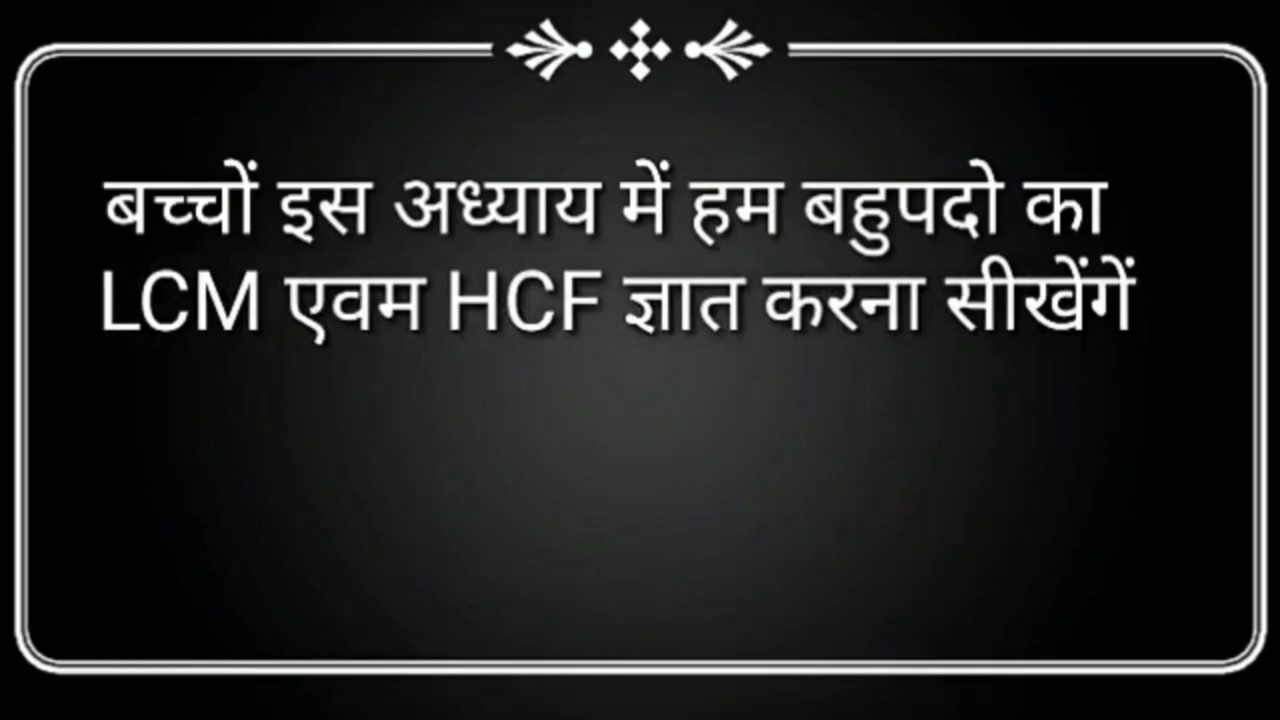 बच्चों इस अध्याय में हम बहुपदो का
LCM एवम HCF ज्ञात करना सीखेंगें